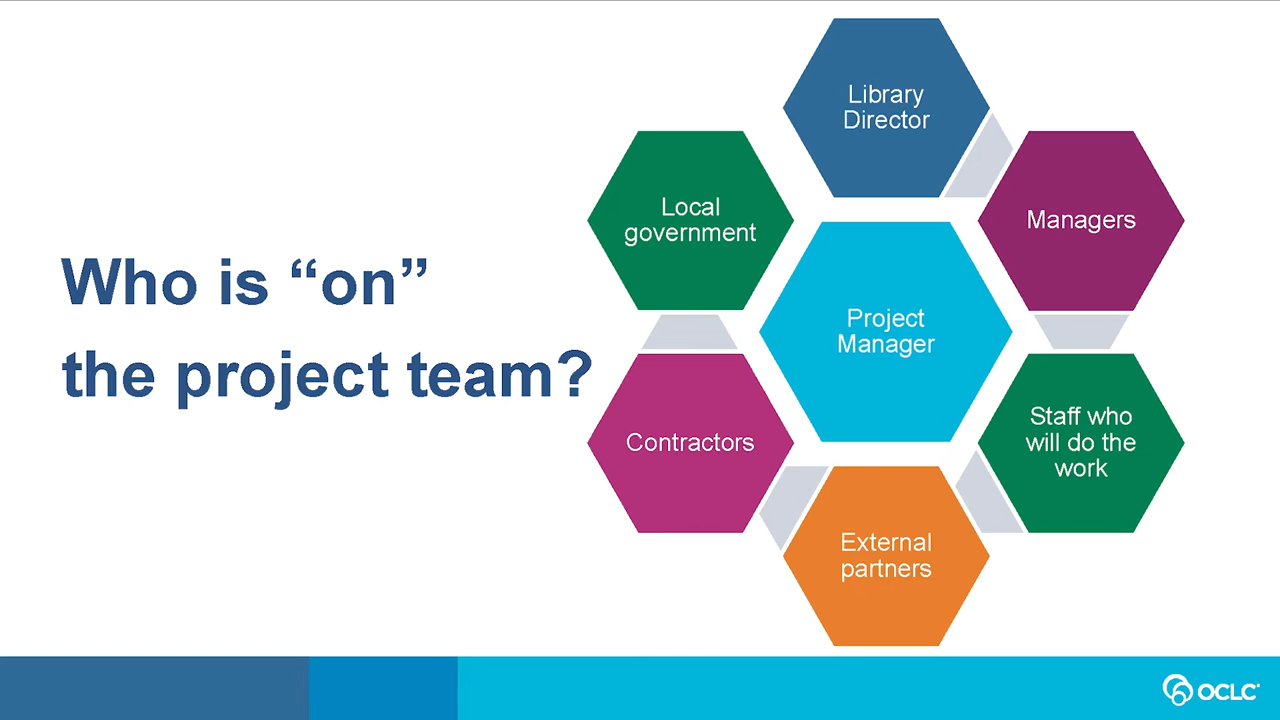 Who is “on”
the project team?
Library
Director
Managers
Staff who
will do the
work
External
partners
Contractors
Local
government
Project
Manager
OCLC